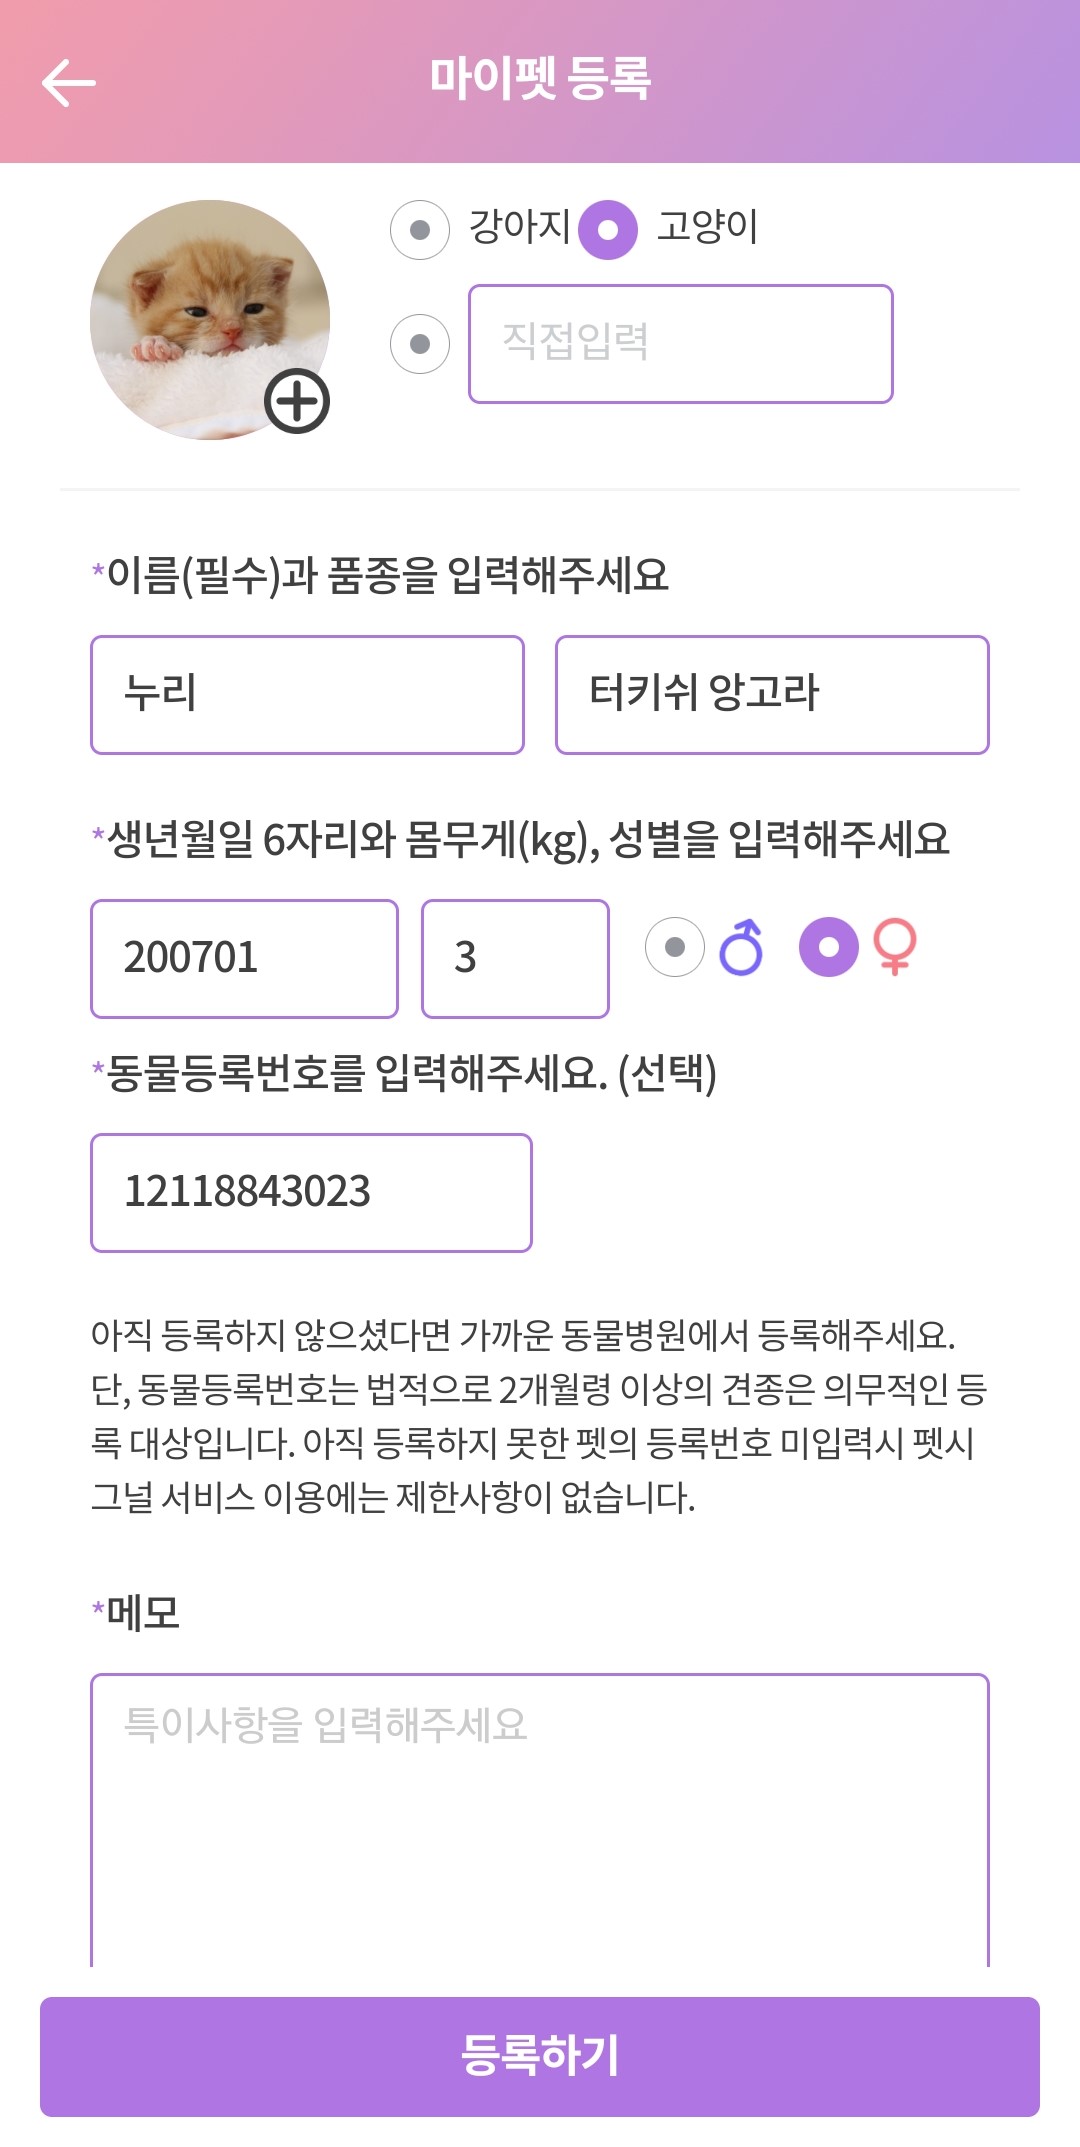 마이펫 등록
강아지 고양이
직접입력
*이름(필수)과 품종을 입력해주세요
누리 터키쉬 앙고라
*생년월일 6자리와 몸무게(kg), 성별을 입력해주세요
200701 3
*동물등록번호를 입력해주세요. (선택)
12118843023
아직 등록하지 않으셨다면 가까운 동물병원에서 등록해주세요.
단, 동물등록번호는 법적으로 2개월령 이상의 견종은 의무적인 등
록 대상입니다. 아직 등록하지 못한 펫의 등록번호 미입력시 펫시
그널 서비스 이용에는 제한사항이 없습니다.
*메모
특이사항을 입력해주세요
등록하기